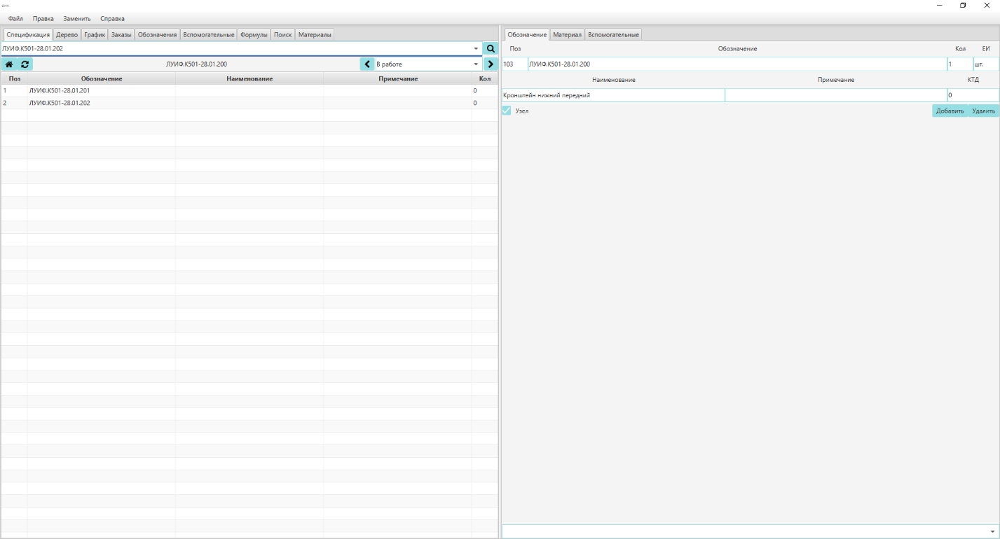 Файл Правка Заменить Справка
Спецификация Дерево График Заказы Обозначения Вспомогательные Формулы Поиск Материалы
ЛУИФ.К501-28.01.202
ЛУИФ.К501-28.01.200 В работе
Поз Обозначение Наименование Примечание Кол
1 ЛУИФ.К501-28.01.201 0
2 ЛУИФ.К501-28.01.202 0
Обозначение Материал Вспомогательные
Поз Обозначение Кол ЕИ
103 ЛУИФ.К501-28.01.200 1 шт.
Наименование Примечание КТД
Кронштейн нижний передний 0
Узел Добавить Удалить